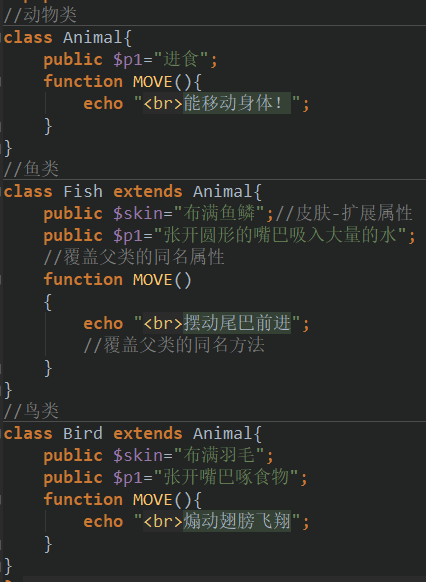 //动物类
class Animal{
    public $p1="进食";
    function MOVE(){
        echo "<br>能移动身体！";
    }
}
//鱼类
class Fish extends Animal{
    public $skin="布满鱼鳞";//皮肤-扩展属性
    public $p1="张开圆形的嘴巴吸入大量的水";
    //覆盖父类的同名属性
    function MOVE()
    {
        echo "<br>摆动尾巴前进";
        //覆盖父类的同名方法
    }
}
//鸟类
class Bird extends Animal{
    public $skin="布满羽毛";
    public $p1="张开嘴巴啄食物";
    function MOVE(){
        echo "<br>煽动翅膀飞翔";
    }
}